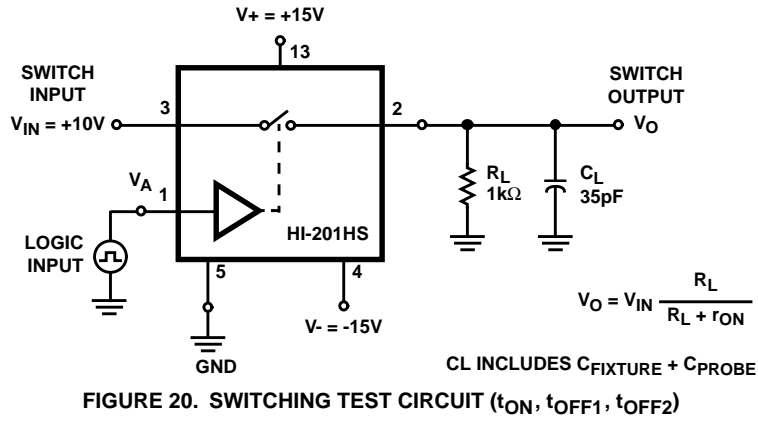 V+ = +15V
13
SWITCH
INPUT
SWITCH
OUTPUT
3
2
V_IN = +10V
V_O
V_A
1
R_L
1kΩ
C_L
35pF
LOGIC
INPUT
HI-201HS
5
4
V- = -15V
GND
V_O = V_IN R_L / R_L + r_ON
CL INCLUDES C_FIXTURE + C_PROBE
FIGURE 20. SWITCHING TEST CIRCUIT (t_ON, t_OFF1, t_OFF2)